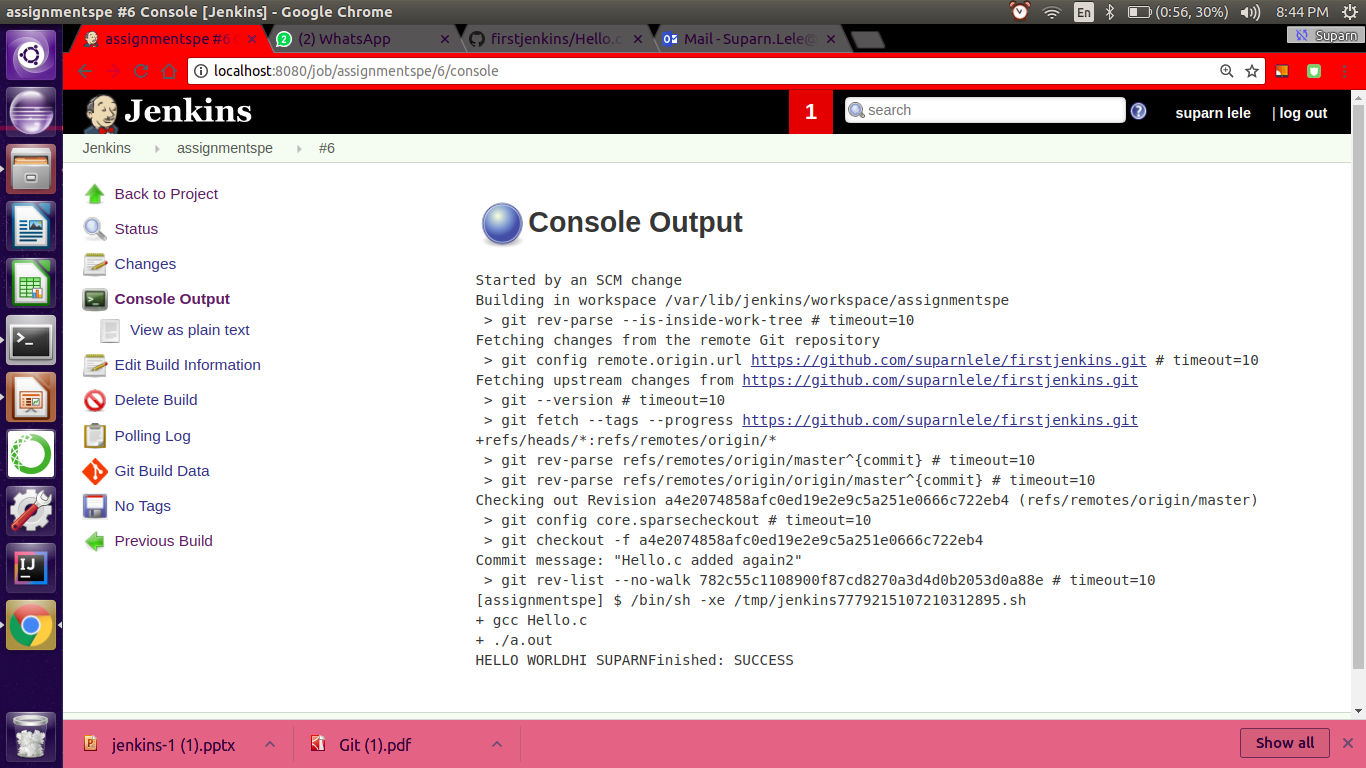 assignmentspe #6 Console [Jenkins] - Google Chrome
En
(0:56, 30%)
8:44 PM
assignmentspe #6
(2) WhatsApp
firstjenkins/Hello.c
Mail - Suparn.Lele@
Suparn
localhost:8080/job/assignmentspe/6/console
Jenkins
1
search
suparn lele
| log out
Jenkins
assignmentspe
#6
Back to Project
Status
Changes
Console Output
View as plain text
Edit Build Information
Delete Build
Polling Log
Git Build Data
No Tags
Previous Build
Console Output
Started by an SCM change
Building in workspace /var/lib/jenkins/workspace/assignmentspe
> git rev-parse --is-inside-work-tree # timeout=10
Fetching changes from the remote Git repository
> git config remote.origin.url https://github.com/suparnlele/firstjenkins.git # timeout=10
Fetching upstream changes from https://github.com/suparnlele/firstjenkins.git
> git --version # timeout=10
> git fetch --tags --progress https://github.com/suparnlele/firstjenkins.git
+refs/heads/*:refs/remotes/origin/*
> git rev-parse refs/remotes/origin/master^{commit} # timeout=10
> git rev-parse refs/remotes/origin/origin/master^{commit} # timeout=10
Checking out Revision a4e2074858afc0ed19e2e9c5a251e0666c722eb4 (refs/remotes/origin/master)
> git config core.sparsecheckout # timeout=10
> git checkout -f a4e2074858afc0ed19e2e9c5a251e0666c722eb4
Commit message: "Hello.c added again2"
> git rev-list --no-walk 782c55c1108900f87cd8270a3d4d0b2053d0a88e # timeout=10
[assignmentspe] $ /bin/sh -xe /tmp/jenkins7779215107210312895.sh
+ gcc Hello.c
+ ./a.out
HELLO WORLDHI SUPARNFinished: SUCCESS
jenkins-1 (1).pptx
Git (1).pdf
Show all
IJ